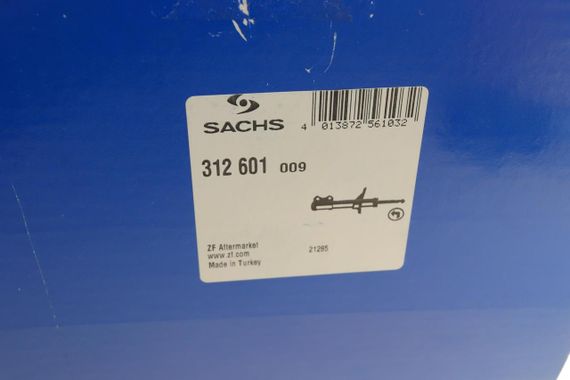 SACHS
4 013872 561032
312 601 009
ZF Aftermarket
www.zf.com
Made in Turkey
21285